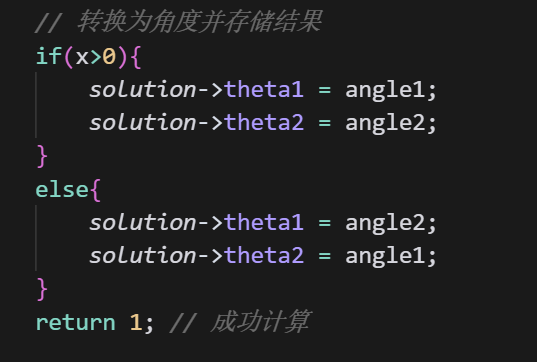 // 转换为角度并存储结果
if(x>0){
    solution->theta1 = angle1;
    solution->theta2 = angle2;
}
else{
    solution->theta1 = angle2;
    solution->theta2 = angle1;
}
return 1; // 成功计算